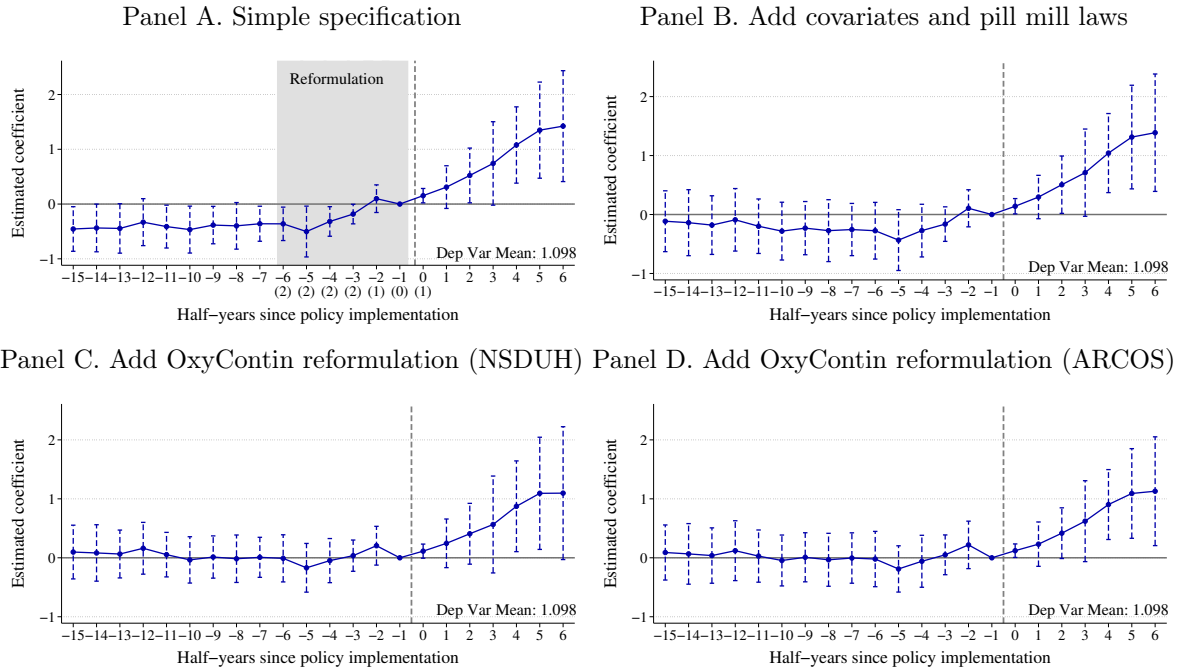 Panel A. Simple specification
Estimated coefficient
2
1
0
−1
Reformulation
Dep Var Mean: 1.098
−15 −14 −13 −12 −11 −10 −9 −8 −7 −6 −5 −4 −3 −2 −1 0 1 2 3 4 5 6
(2) (2) (2) (2) (1) (0) (1)
Half−years since policy implementation
Panel B. Add covariates and pill mill laws
Estimated coefficient
2
1
0
−1
Dep Var Mean: 1.098
−15 −14 −13 −12 −11 −10 −9 −8 −7 −6 −5 −4 −3 −2 −1 0 1 2 3 4 5 6
Half−years since policy implementation
Panel C. Add OxyContin reformulation (NSDUH)
Estimated coefficient
2
1
0
−1
Dep Var Mean: 1.098
−15 −14 −13 −12 −11 −10 −9 −8 −7 −6 −5 −4 −3 −2 −1 0 1 2 3 4 5 6
Half−years since policy implementation
Panel D. Add OxyContin reformulation (ARCOS)
Estimated coefficient
2
1
0
−1
Dep Var Mean: 1.098
−15 −14 −13 −12 −11 −10 −9 −8 −7 −6 −5 −4 −3 −2 −1 0 1 2 3 4 5 6
Half−years since policy implementation